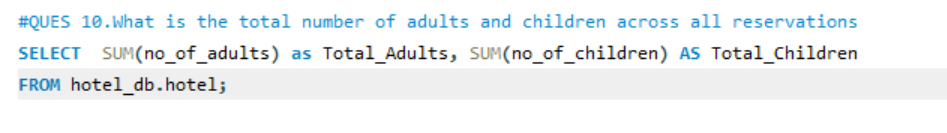 #QUES 10.What is the total number of adults and children across all reservations
SELECT  SUM(no_of_adults) as Total_Adults, SUM(no_of_children) AS Total_Children
FROM hotel_db.hotel;